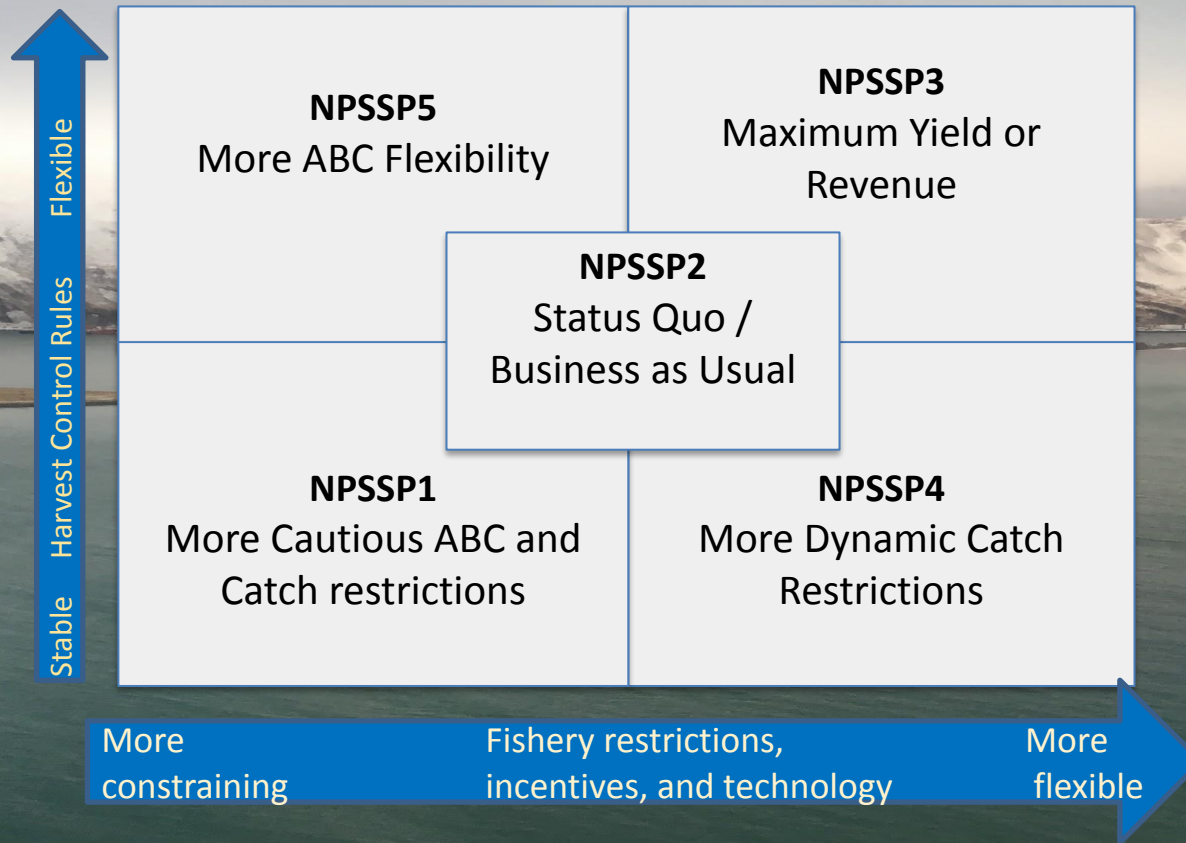 NPSSP5
More ABC Flexibility
NPSSP3
Maximum Yield or
Revenue
NPSSP2
Status Quo /
Business as Usual
NPSSP1
More Cautious ABC and
Catch restrictions
NPSSP4
More Dynamic Catch
Restrictions
Stable Harvest Control Rules Flexible
More
constraining
Fishery restrictions,
incentives, and technology
More
flexible